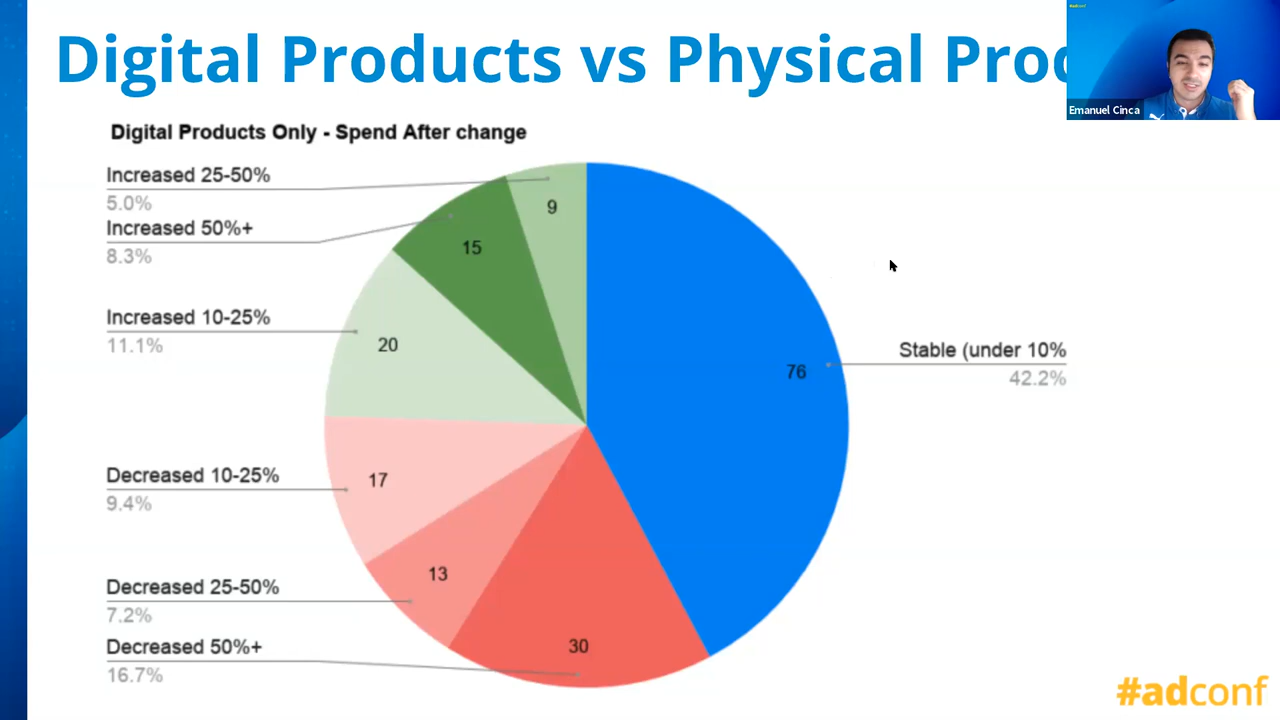 Digital Products vs Physical
#adconf
Emanuel Cinca
Digital Products Only - Spend After change
Increased 25-50%
5.0%
9
Increased 50%+
8.3%
15
Increased 10-25%
11.1%
20
Stable (under 10%
42.2%
76
Decreased 10-25%
9.4%
17
Decreased 25-50%
7.2%
13
Decreased 50%+
16.7%
30
#adconf